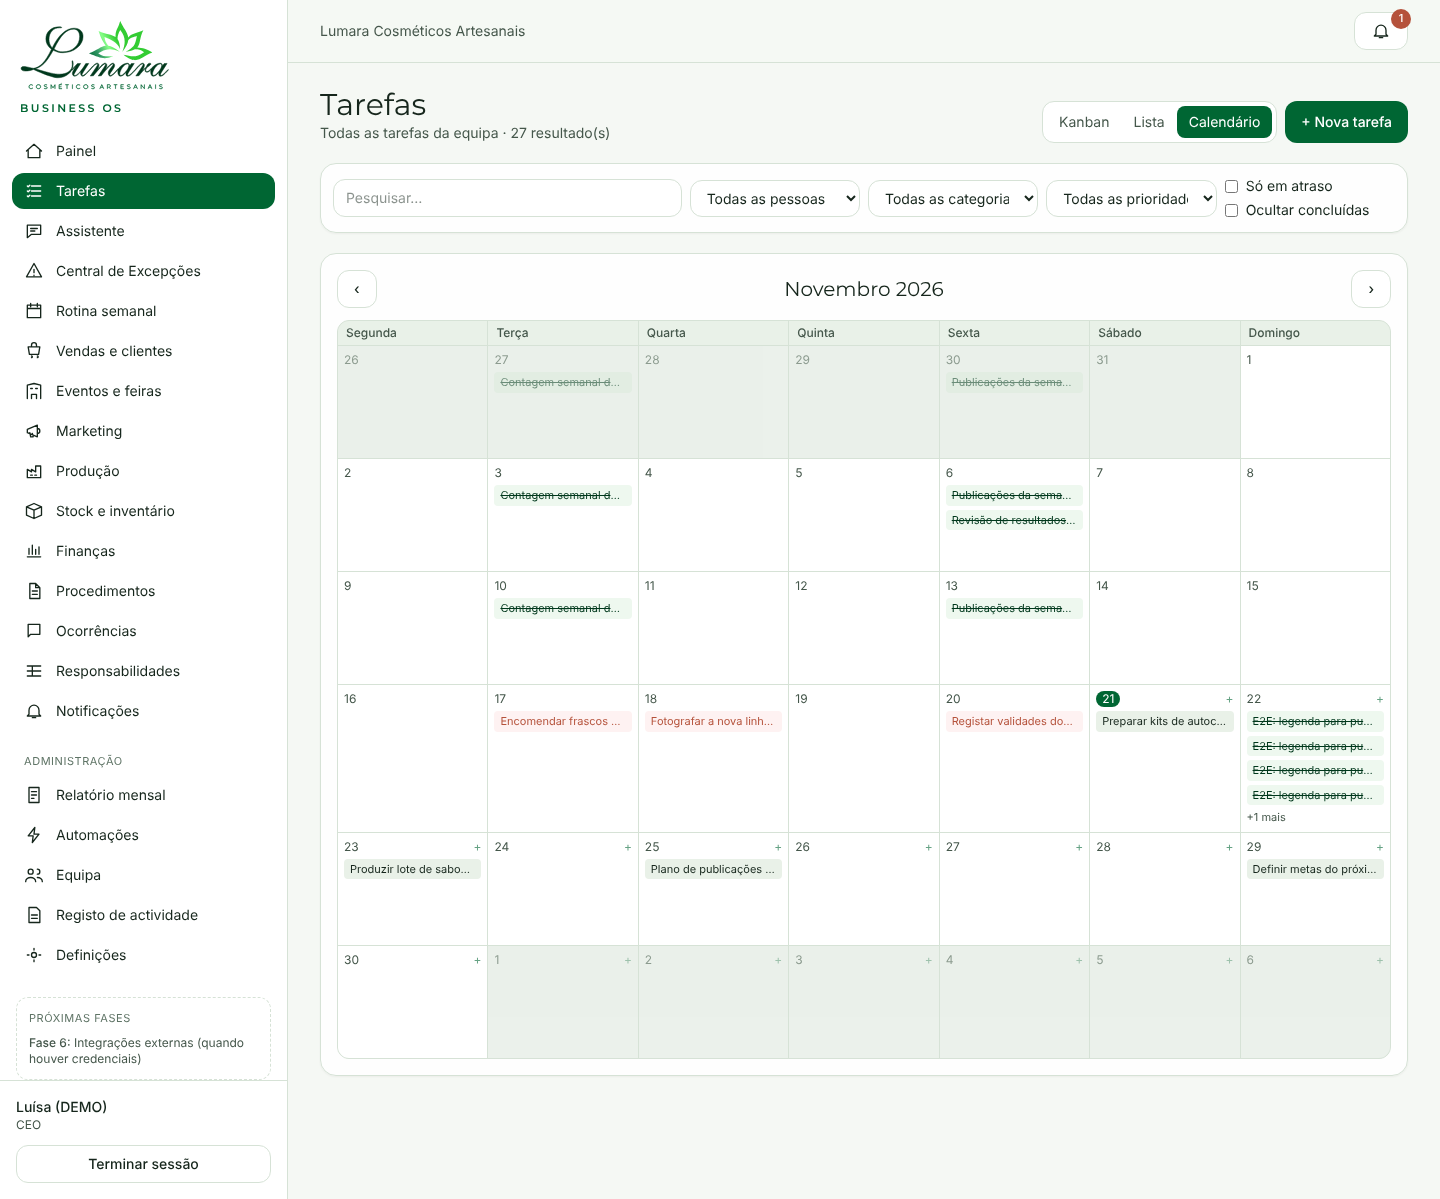 Lumara
COSMÉTICOS ARTESANAIS
BUSINESS OS
Painel
Tarefas
Assistente
Central de Excepções
Rotina semanal
Vendas e clientes
Eventos e feiras
Marketing
Produção
Stock e inventário
Finanças
Procedimentos
Ocorrências
Responsabilidades
Notificações
ADMINISTRAÇÃO
Relatório mensal
Automações
Equipa
Registo de actividade
Definições
PRÓXIMAS FASES
Fase 6: Integrações externas (quando
houver credenciais)
Luísa (DEMO)
CEO
Terminar sessão
Lumara Cosméticos Artesanais
1
Tarefas
Todas as tarefas da equipa · 27 resultado(s)
Kanban Lista Calendário + Nova tarefa
Pesquisar... Todas as pessoas Todas as categoria Todas as prioridade
Só em atraso
Ocultar concluídas
‹ Novembro 2026 ›
Segunda Terça Quarta Quinta Sexta Sábado Domingo
26 27 28 29 30 31 1
Contagem semanal d... Publicações da sema...
2 3 4 5 6 7 8
Contagem semanal d... Publicações da sema...
Revisão de resultados...
9 10 11 12 13 14 15
Contagem semanal d... Publicações da sema...
16 17 18 19 20 21 + 22 +
Encomendar frascos ... Fotografar a nova linh... Registar validades do... Preparar kits de autoc... E2E: legenda para pu...
E2E: legenda para pu...
E2E: legenda para pu...
E2E: legenda para pu...
+1 mais
23 + 24 + 25 + 26 + 27 + 28 + 29 +
Produzir lote de sabo... Plano de publicações ... Definir metas do próxi...
30 + 1 + 2 + 3 + 4 + 5 + 6 +